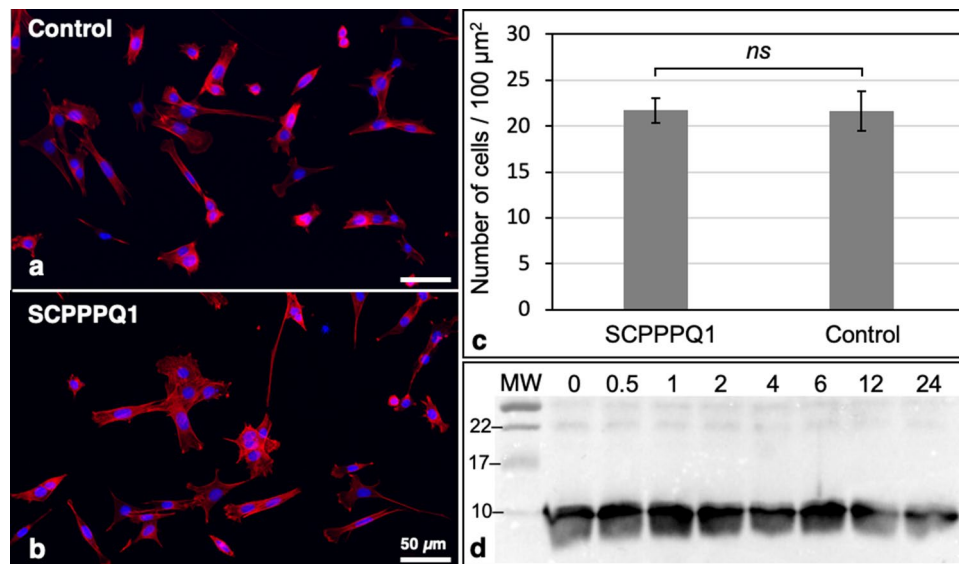 Control
a
SCPPPQ1
b
50 µm
Number of cells / 100 µm²
30
25
20
15
10
5
0
ns
SCPPPQ1
Control
c
MW 0 0.5 1 2 4 6 12 24
22
17
10
d